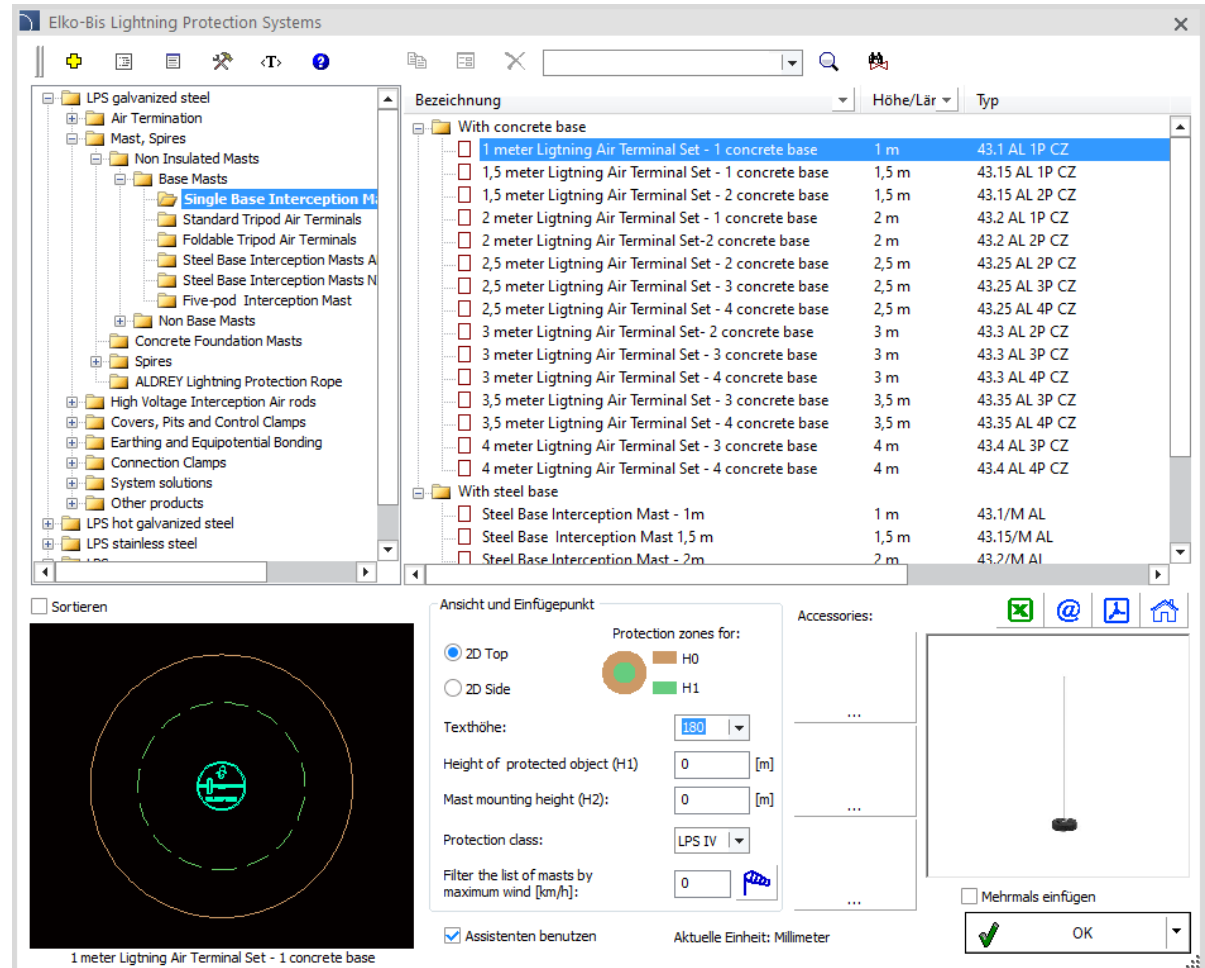 Elko-Bis Lightning Protection Systems
‹T›
LPS galvanized steel
Air Termination
Mast, Spires
Non Insulated Masts
Base Masts
Single Base Interception M
Standard Tripod Air Terminals
Foldable Tripod Air Terminals
Steel Base Interception Masts A
Steel Base Interception Masts N
Five-pod Interception Mast
Non Base Masts
Concrete Foundation Masts
Spires
ALDREY Lightning Protection Rope
High Voltage Interception Air rods
Covers, Pits and Control Clamps
Earthing and Equipotential Bonding
Connection Clamps
System solutions
Other products
LPS hot galvanized steel
LPS stainless steel
Bezeichnung Höhe/Lär Typ
With concrete base
1 meter Ligtning Air Terminal Set - 1 concrete base 1 m 43.1 AL 1P CZ
1,5 meter Ligtning Air Terminal Set - 1 concrete base 1,5 m 43.15 AL 1P CZ
1,5 meter Ligtning Air Terminal Set - 2 concrete base 1,5 m 43.15 AL 2P CZ
2 meter Ligtning Air Terminal Set - 1 concrete base 2 m 43.2 AL 1P CZ
2 meter Ligtning Air Terminal Set-2 concrete base 2 m 43.2 AL 2P CZ
2,5 meter Ligtning Air Terminal Set - 2 concrete base 2,5 m 43.25 AL 2P CZ
2,5 meter Ligtning Air Terminal Set - 3 concrete base 2,5 m 43.25 AL 3P CZ
2,5 meter Ligtning Air Terminal Set - 4 concrete base 2,5 m 43.25 AL 4P CZ
3 meter Ligtning Air Terminal Set- 2 concrete base 3 m 43.3 AL 2P CZ
3 meter Ligtning Air Terminal Set - 3 concrete base 3 m 43.3 AL 3P CZ
3 meter Ligtning Air Terminal Set - 4 concrete base 3 m 43.3 AL 4P CZ
3,5 meter Ligtning Air Terminal Set - 3 concrete base 3,5 m 43.35 AL 3P CZ
3,5 meter Ligtning Air Terminal Set - 4 concrete base 3,5 m 43.35 AL 4P CZ
4 meter Ligtning Air Terminal Set - 3 concrete base 4 m 43.4 AL 3P CZ
4 meter Ligtning Air Terminal Set - 4 concrete base 4 m 43.4 AL 4P CZ
With steel base
Steel Base Interception Mast - 1m 1 m 43.1/M AL
Steel Base Interception Mast 1,5 m 1,5 m 43.15/M AL
Steel Base Interception Mast - 2m 2 m 43.2/M AL
Sortieren
1 meter Ligtning Air Terminal Set - 1 concrete base
Ansicht und Einfügepunkt
Protection zones for:
2D Top H0
2D Side H1
Texthöhe: 180
Height of protected object (H1) 0 [m]
Mast mounting height (H2): 0 [m]
Protection class: LPS IV
Filter the list of masts by
maximum wind [km/h]: 0
Assistenten benutzen
Aktuelle Einheit: Millimeter
Accessories:
...
...
...
Mehrmals einfügen
OK